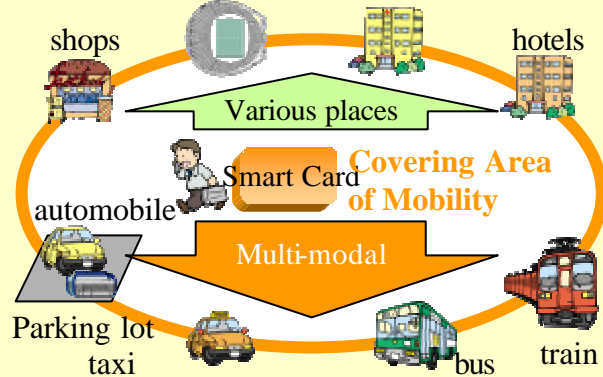 shops
hotels
Various places
Smart Card
Covering Area
of Mobility
automobile
Multi-modal
Parking lot
taxi
bus
train